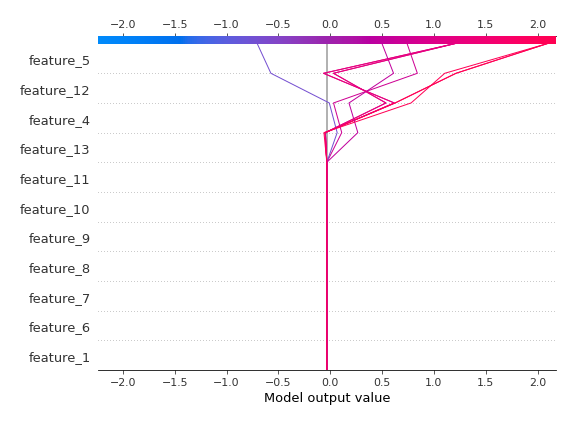 −2.0 −1.5 −1.0 −0.5 0.0 0.5 1.0 1.5 2.0
feature_5
feature_12
feature_4
feature_13
feature_11
feature_10
feature_9
feature_8
feature_7
feature_6
feature_1
−2.0 −1.5 −1.0 −0.5 0.0 0.5 1.0 1.5 2.0
Model output value